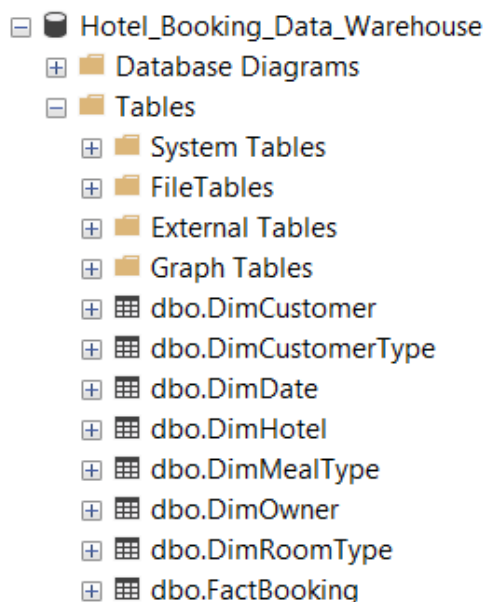 Hotel_Booking_Data_Warehouse
Database Diagrams
Tables
System Tables
FileTables
External Tables
Graph Tables
dbo.DimCustomer
dbo.DimCustomerType
dbo.DimDate
dbo.DimHotel
dbo.DimMealType
dbo.DimOwner
dbo.DimRoomType
dbo.FactBooking